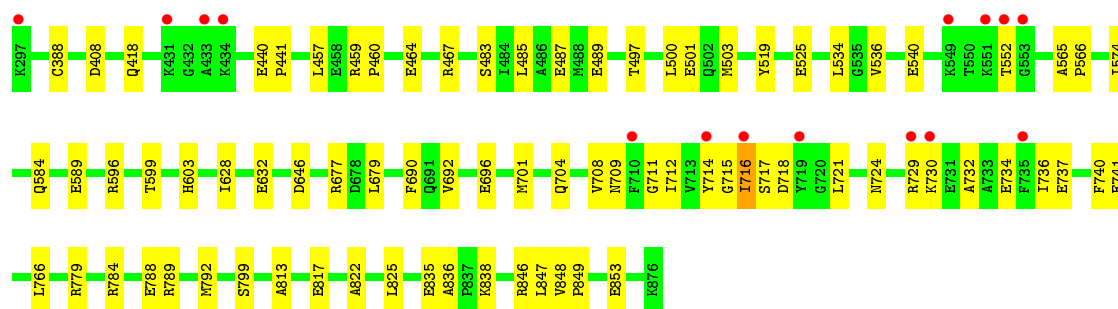 K297 C388 D408 Q418 K431 G432 A433 K434 E440 P441 L457 E458 R459 P460 E464 R467 S483 I484 L485 A486 E487 M488 E489 T497 L500 E501 Q502 M503 Y519 E525 L534 G535 V536 E540 K549 T550 K551 T552 G553 A565 P566
Q584 E589 R596 T599 H603 I628 E632 D646 R677 D678 L679 F690 Q691 V692 E696 M701 Q704 V708 N709 F710 G711 I712 V713 Y714 G715 I716 S717 D718 Y719 G720 L721 N724 R729 K730 E731 A732 A733 E734 F735 I736 E737 F740
L766 R779 R784 E788 R789 M792 S799 A813 E817 A822 L825 E835 A836 P837 K838 R846 L847 V848 P849 E853 K876